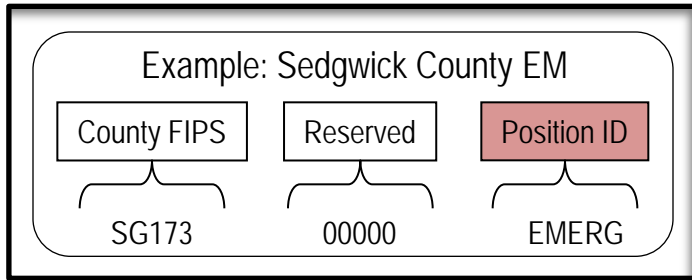 Example: Sedgwick County EM
County FIPS Reserved Position ID
SG173 00000 EMERG